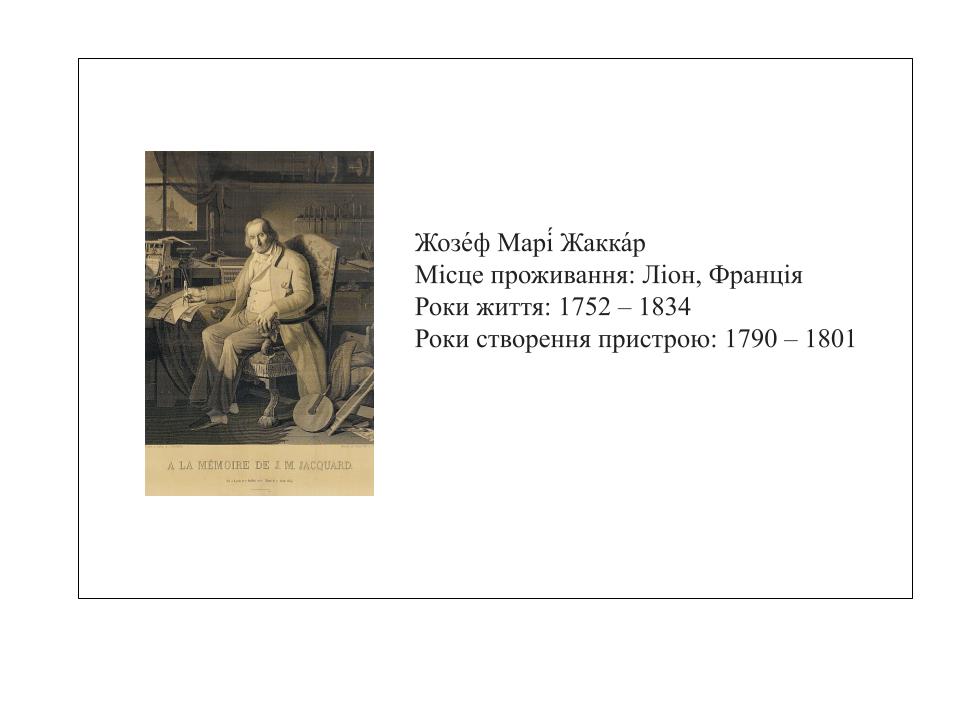 Жозе́ф Марі́ Жакка́р
Місце проживання: Ліон, Франція
Роки життя: 1752 – 1834
Роки створення пристрою: 1790 – 1801
A LA MÉMOIRE DE J. M. JACQUARD.